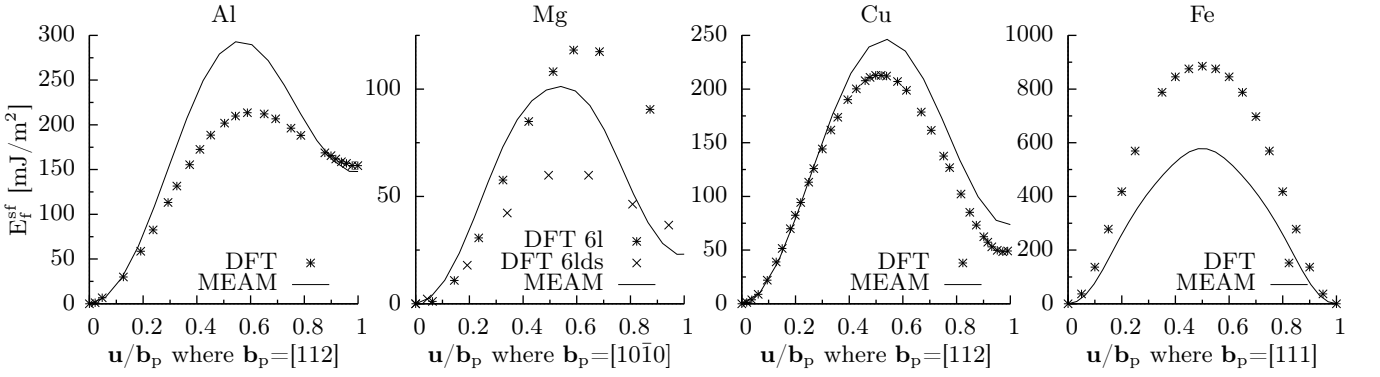 Al
Mg
Cu
Fe
E_f^sf [mJ/m²]
300
250
200
150
100
50
0
DFT
MEAM
0 0.2 0.4 0.6 0.8 1
u/b_p where b_p=[112]
100
50
0
DFT 6l
DFT 6lds
MEAM
0 0.2 0.4 0.6 0.8 1
u/b_p where b_p=[101̄0]
250
200
150
100
50
0
DFT
MEAM
0 0.2 0.4 0.6 0.8 1
u/b_p where b_p=[112]
1000
800
600
400
200
0
DFT
MEAM
0 0.2 0.4 0.6 0.8 1
u/b_p where b_p=[111]